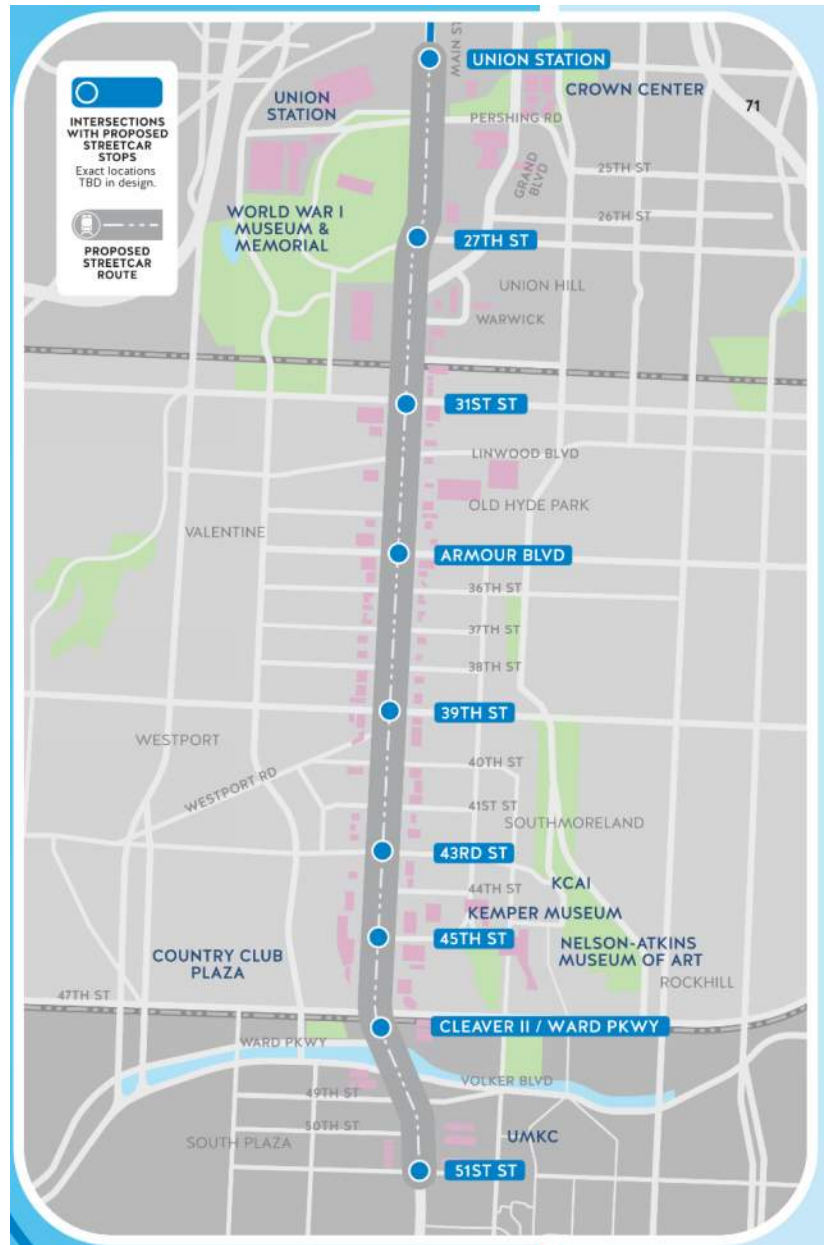 MAIN ST
UNION STATION
INTERSECTIONS
WITH PROPOSED
STREETCAR
STOPS
Exact locations
TBD in design.
PROPOSED
STREETCAR
ROUTE
UNION
STATION
CROWN CENTER
71
PERSHING RD
GRAND
BLVD
25TH ST
26TH ST
WORLD WAR I
MUSEUM &
MEMORIAL
27TH ST
UNION HILL
WARWICK
31ST ST
LINWOOD BLVD
OLD HYDE PARK
VALENTINE
ARMOUR BLVD
36TH ST
37TH ST
38TH ST
39TH ST
WESTPORT
WESTPORT RD
40TH ST
41ST ST
SOUTHMORELAND
43RD ST
44TH ST
KCAI
KEMPER MUSEUM
45TH ST
NELSON-ATKINS
MUSEUM OF ART
COUNTRY CLUB
PLAZA
ROCKHILL
47TH ST
CLEAVER II / WARD PKWY
WARD PKWY
VOLKER BLVD
49TH ST
50TH ST
SOUTH PLAZA
UMKC
51ST ST